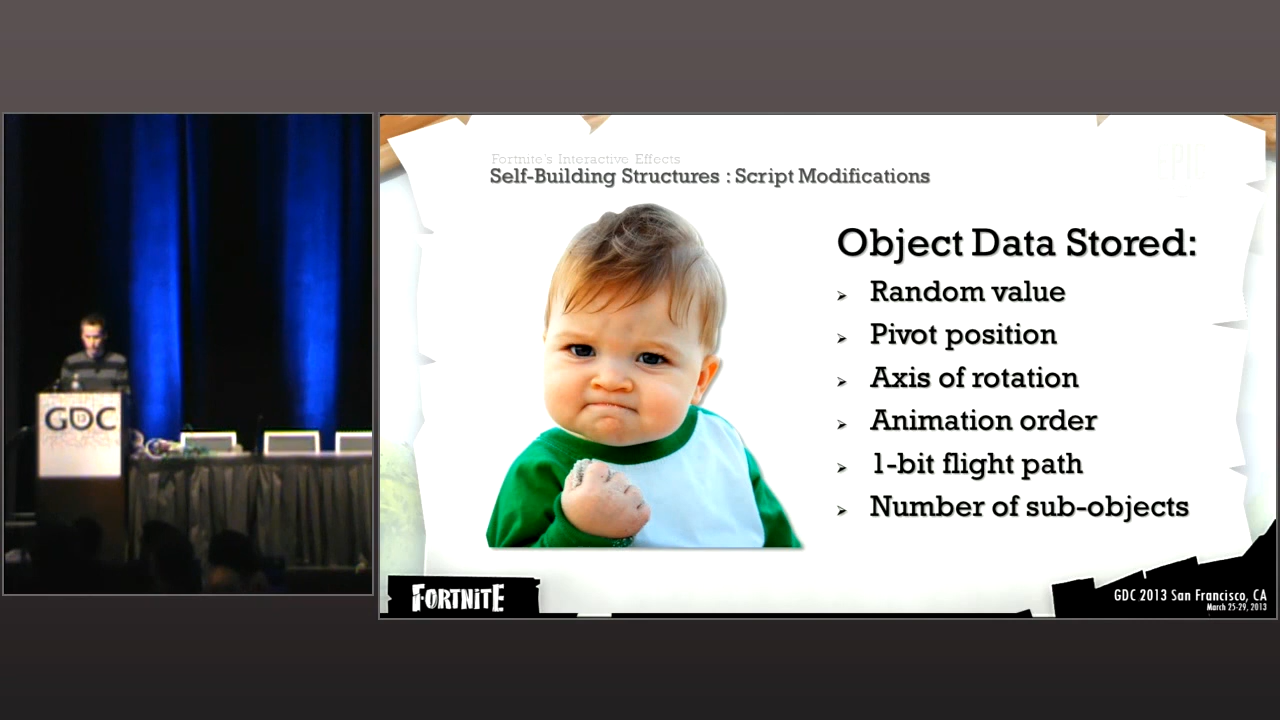 GDC
Fortnite's Interactive Effects
Self-Building Structures : Script Modifications
EPIC
Object Data Stored:
Random value
Pivot position
Axis of rotation
Animation order
1-bit flight path
Number of sub-objects
FORTNITE
GDC 2013 San Francisco, CA
March 25-29, 2013